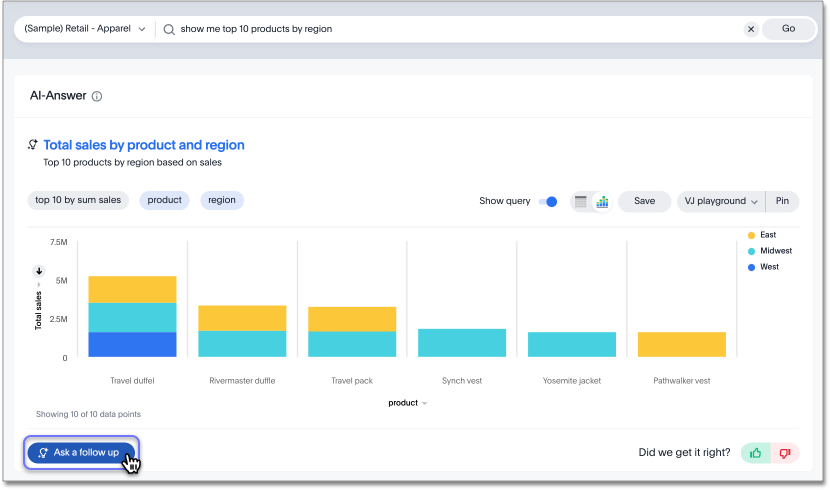 (Sample) Retail - Apparel
show me top 10 products by region
Go
AI-Answer
Total sales by product and region
Top 10 products by region based on sales
top 10 by sum sales
product
region
Show query
Save
VJ playground
Pin
East
Midwest
West
7.5M
5M
2.5M
0
Total sales
Travel duffel
Rivermaster duffle
Travel pack
Synch vest
Yosemite jacket
Pathwalker vest
product
Showing 10 of 10 data points
Ask a follow up
Did we get it right?